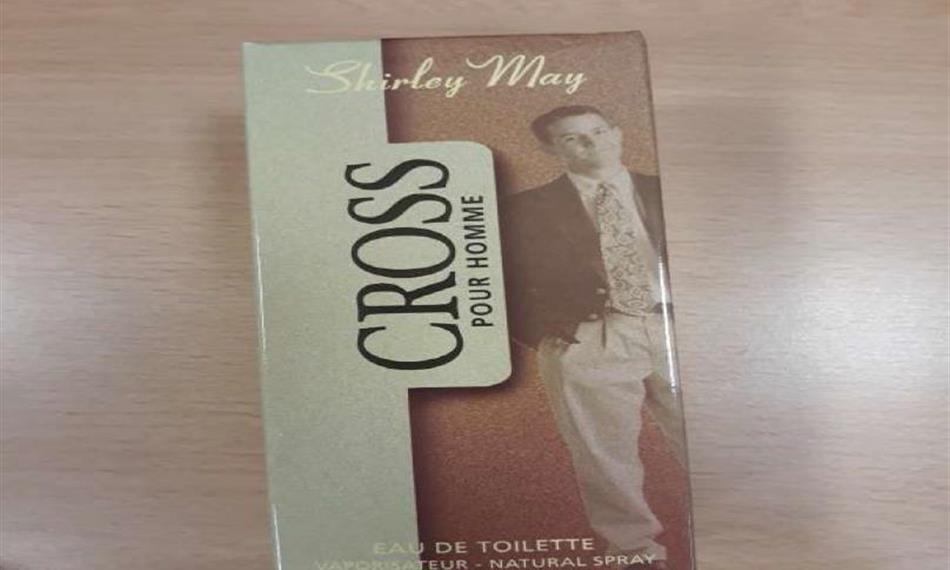 Shirley May
CROSS
POUR HOMME
EAU DE TOILETTE
VAPORISATEUR - NATURAL SPRAY